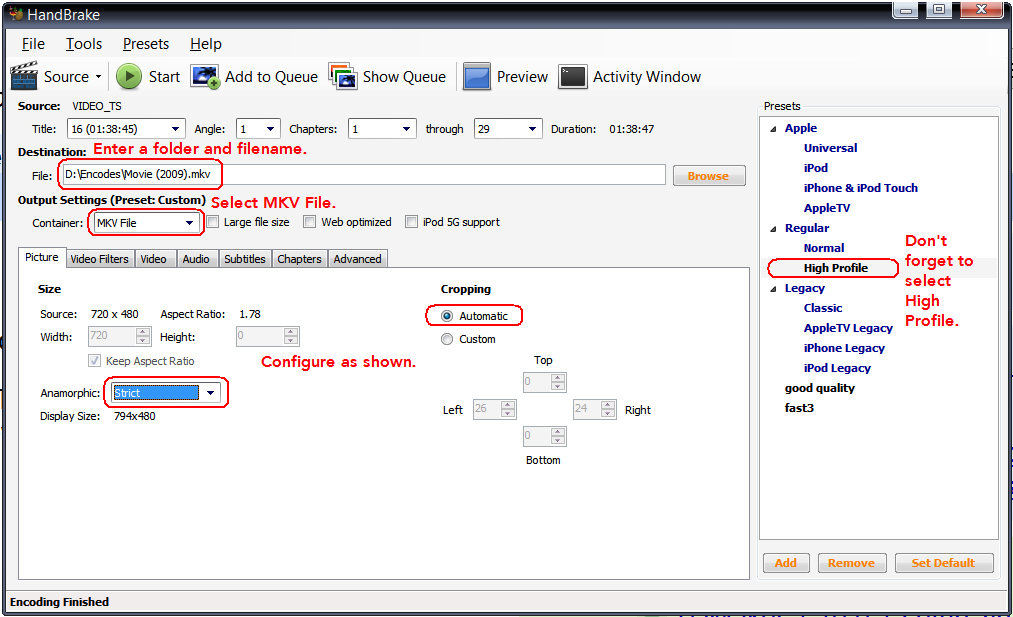 HandBrake
File Tools Presets Help
Source Start Add to Queue Show Queue Preview Activity Window
Source: VIDEO_TS
Title: 16 (01:38:45) Angle: 1 Chapters: 1 through 29 Duration: 01:38:47
Destination: Enter a folder and filename.
File: D:\Encodes\Movie (2009).mkv Browse
Output Settings (Preset: Custom) Select MKV File.
Container: MKV File Large file size Web optimized iPod 5G support
Picture Video Filters Video Audio Subtitles Chapters Advanced
Size
Source: 720 x 480 Aspect Ratio: 1.78
Width: 720 Height: 0
Keep Aspect Ratio
Configure as shown.
Anamorphic: Strict
Display Size: 794x480
Cropping
Automatic
Custom
Top
0
Left 26 24 Right
0
Bottom
Presets
Apple
Universal
iPod
iPhone & iPod Touch
AppleTV
Regular
Normal
High Profile
Legacy
Classic
AppleTV Legacy
iPhone Legacy
iPod Legacy
good quality
fast3
Don't
forget to
select
High
Profile.
Add Remove Set Default
Encoding Finished